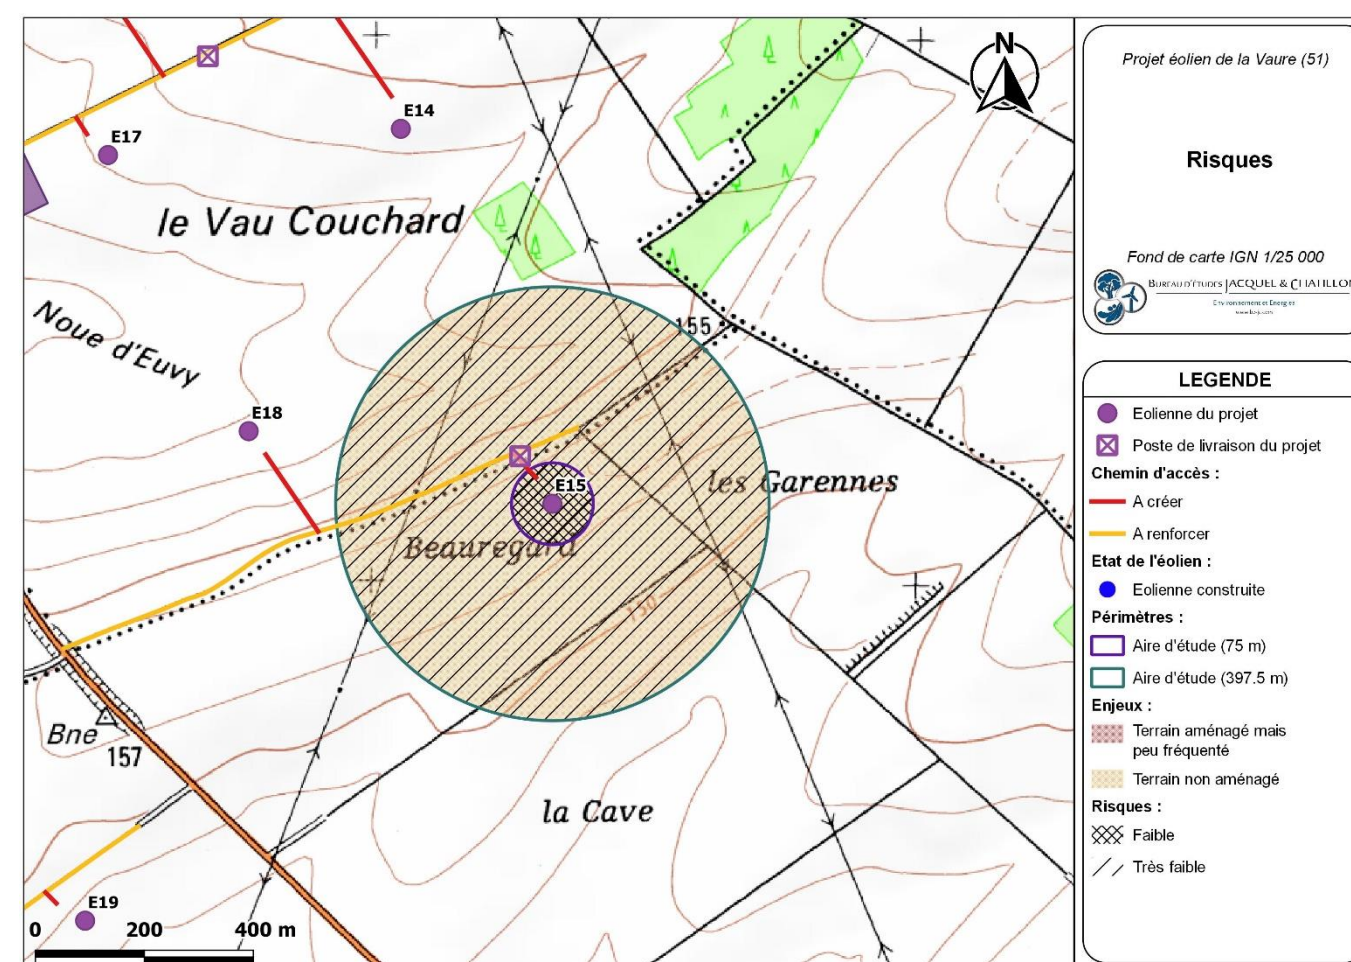 E14
E17
le Vau Couchard
Noue d'Euvy
155
E18
E15
les Garennes
Beauregard
150
Bne
157
la Cave
E19
0 200 400 m
N
Projet éolien de la Vaure (51)
Risques
Fond de carte IGN 1/25 000
BUREAU D'ÉTUDES JACQUEL & CHATILLON
Environnement et Energies
LEGENDE
Eolienne du projet
Poste de livraison du projet
Chemin d'accès :
A créer
A renforcer
Etat de l'éolien :
Eolienne construite
Périmètres :
Aire d'étude (75 m)
Aire d'étude (397.5 m)
Enjeux :
Terrain aménagé mais
peu fréquenté
Terrain non aménagé
Risques :
Faible
Très faible